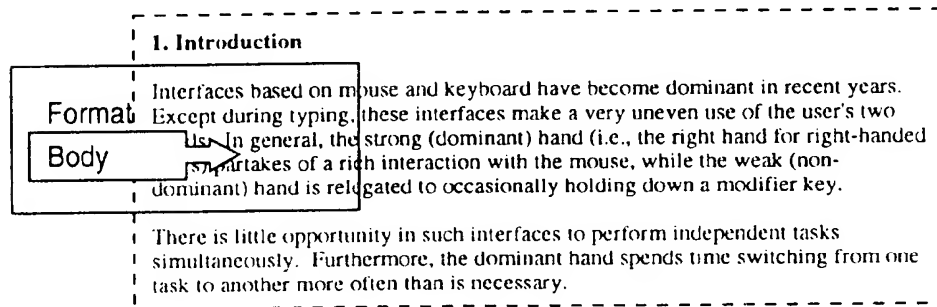 1. Introduction
Interfaces based on mouse and keyboard have become dominant in recent years.
Format
Except during typing, these interfaces make a very uneven use of the user's two
In general, the strong (dominant) hand (i.e., the right hand for right-handed
Body
partakes of a rich interaction with the mouse, while the weak (non-
dominant) hand is relegated to occasionally holding down a modifier key.
There is little opportunity in such interfaces to perform independent tasks
simultaneously. Furthermore, the dominant hand spends time switching from one
task to another more often than is necessary.